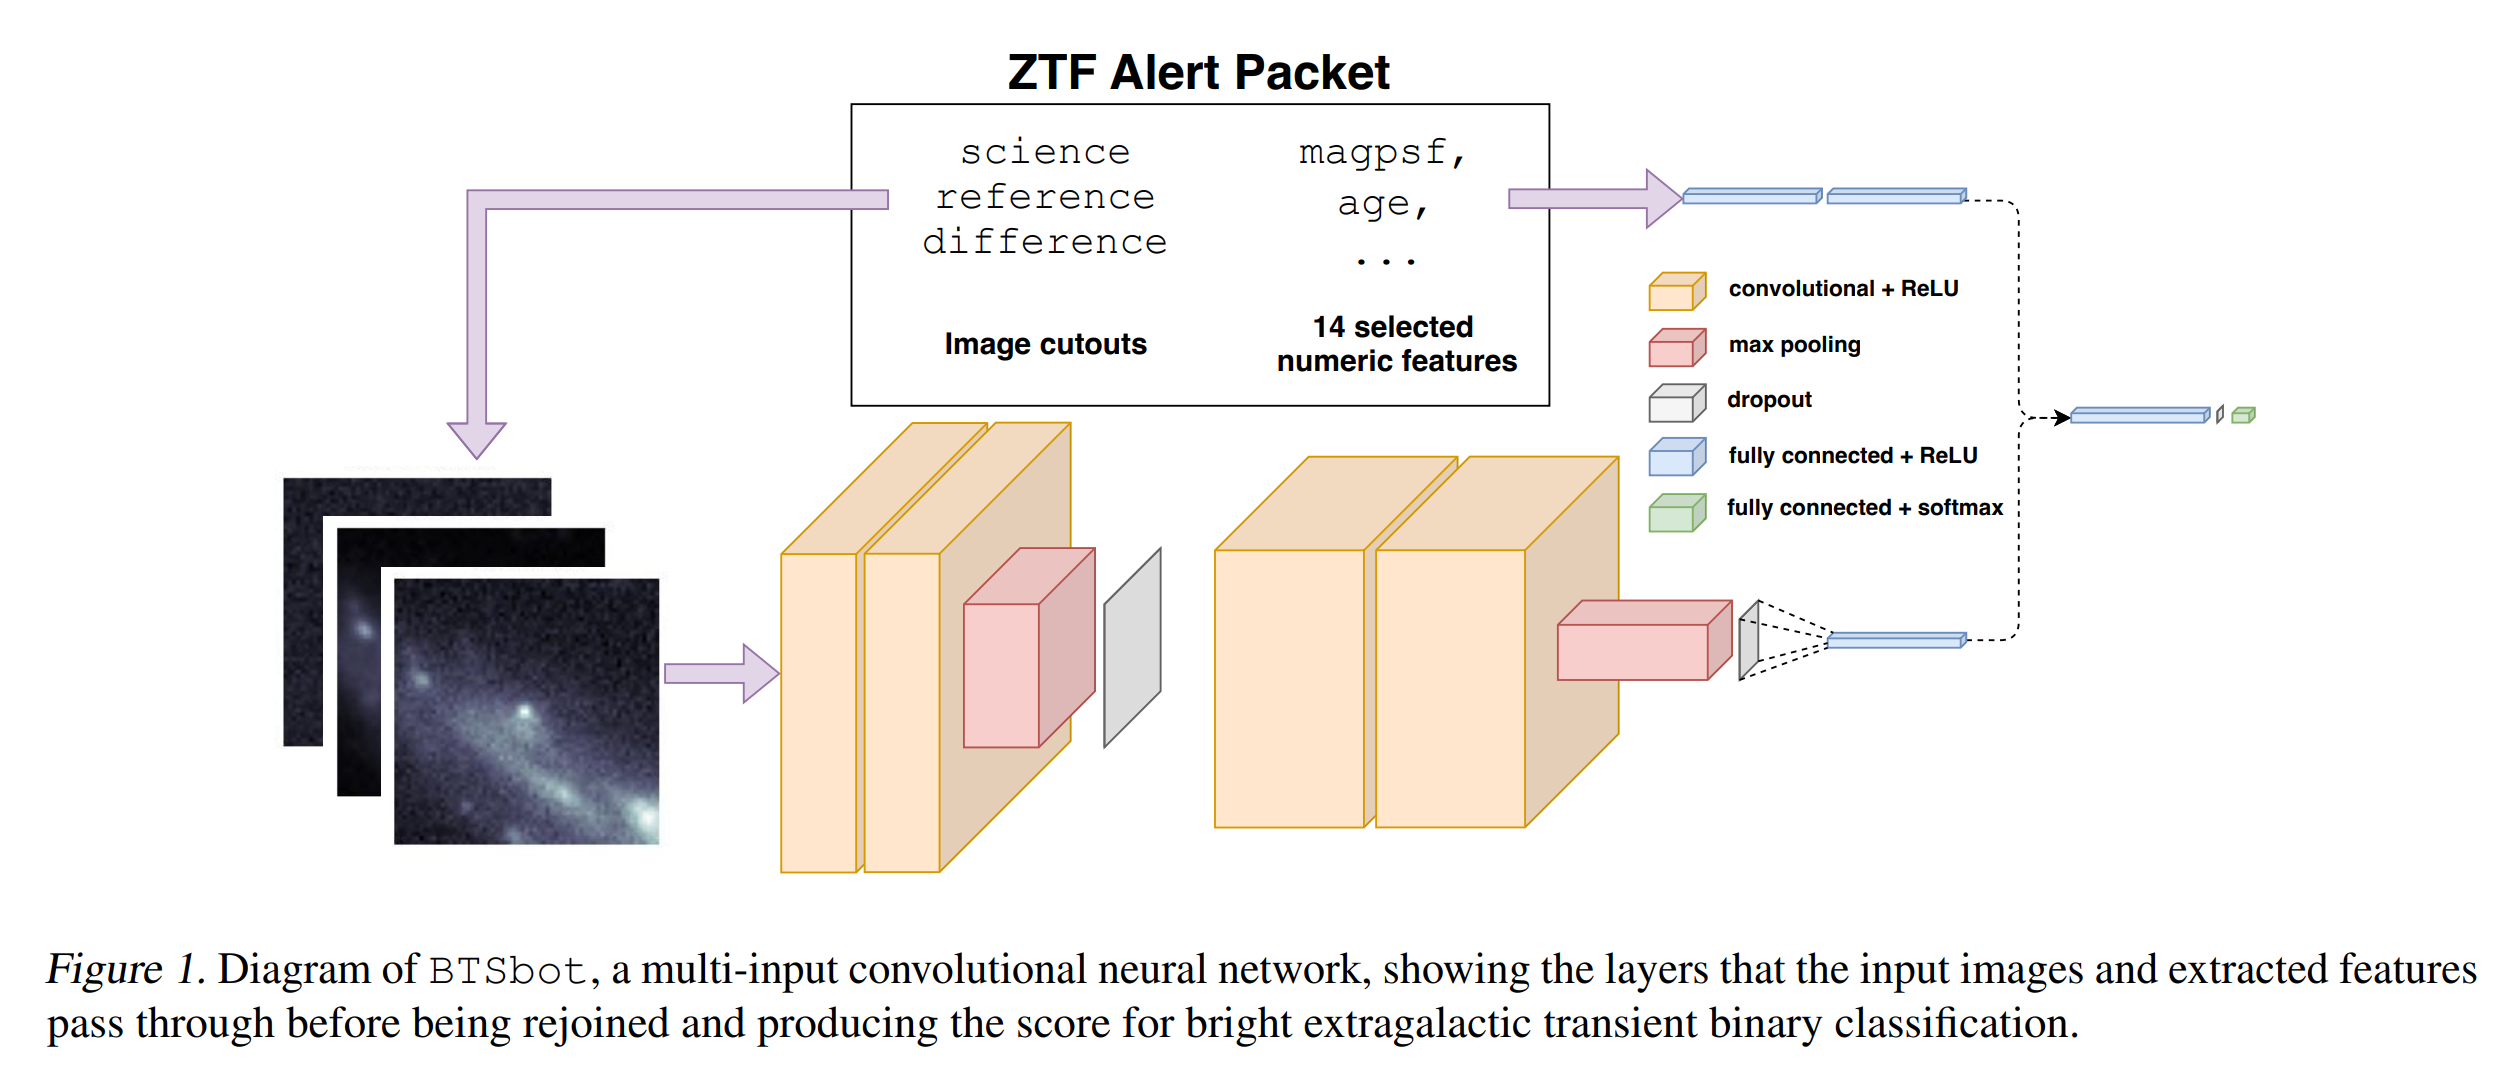 ZTF Alert Packet
science
reference
difference
Image cutouts
magpsf,
age,
...
14 selected
numeric features
convolutional + ReLU
max pooling
dropout
fully connected + ReLU
fully connected + softmax
Figure 1. Diagram of BTSbot, a multi-input convolutional neural network, showing the layers that the input images and extracted features
pass through before being rejoined and producing the score for bright extragalactic transient binary classification.